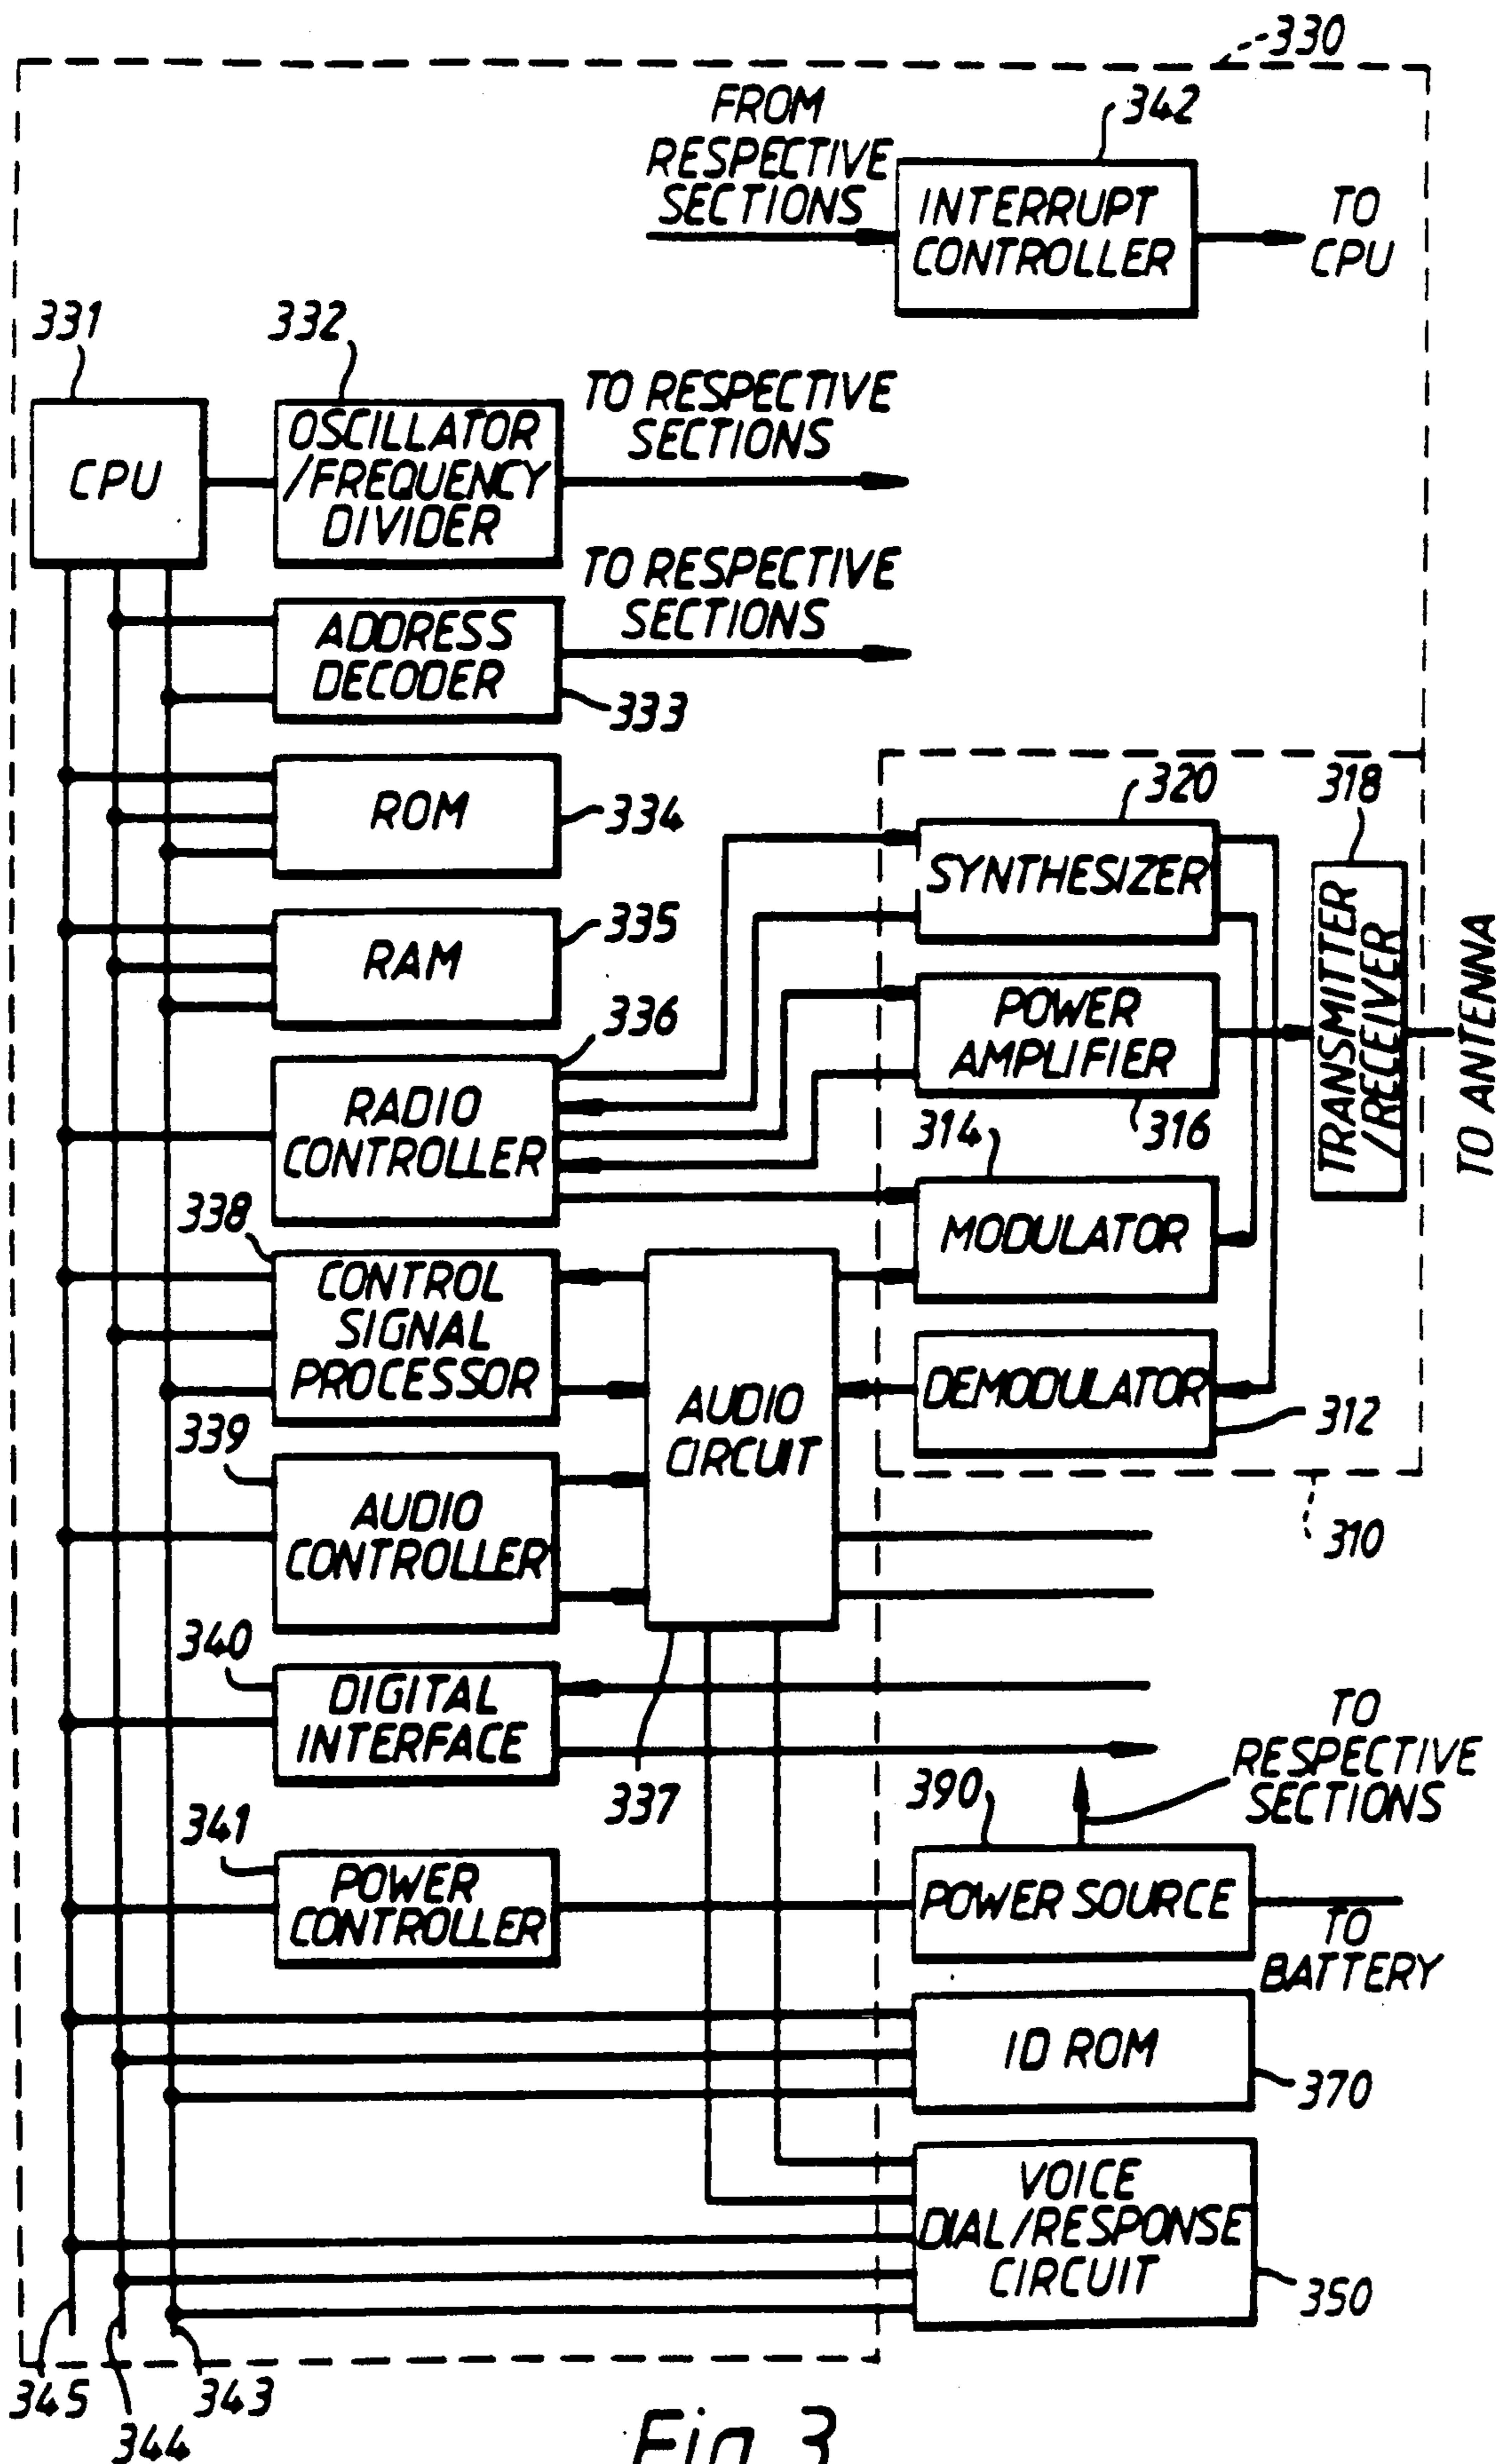 330
FROM
RESPECTIVE
SECTIONS
342
INTERRUPT
CONTROLLER
TO
CPU
331
332
CPU
OSCILLATOR
/FREQUENCY
DIVIDER
TO RESPECTIVE
SECTIONS
ADDRESS
DECODER
TO RESPECTIVE
SECTIONS
333
ROM
334
320
318
SYNTHESIZER
TRANSMITTER
/RECEIVER
TO ANTENNA
RAM
335
336
POWER
AMPLIFIER
316
RADIO
CONTROLLER
314
MODULATOR
338
CONTROL
SIGNAL
PROCESSOR
AUDIO
CIRCUIT
DEMODULATOR
312
339
AUDIO
CONTROLLER
310
340
DIGITAL
INTERFACE
337
TO
RESPECTIVE
SECTIONS
390
341
POWER
CONTROLLER
POWER SOURCE
TO
BATTERY
ID ROM
370
VOICE
DIAL/RESPONSE
CIRCUIT
350
345
344
343
Fig. 3